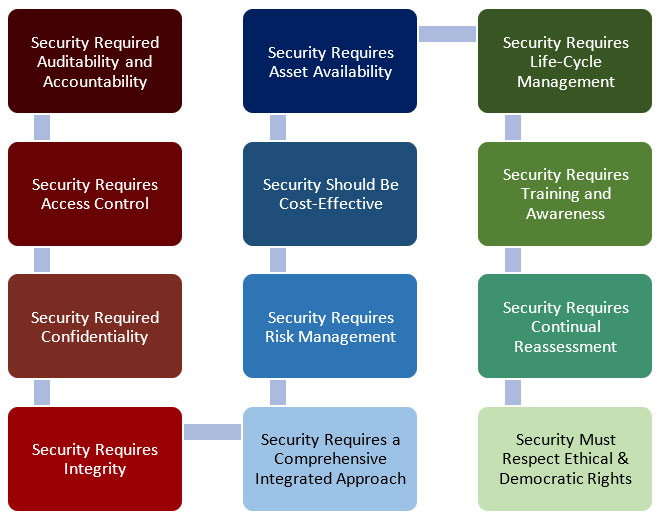 Security Required
Auditability and
Accountability
Security Requires
Access Control
Security Required
Confidentiality
Security Requires
Integrity
Security Requires a
Comprehensive
Integrated Approach
Security Requires
Risk Management
Security Should Be
Cost-Effective
Security Requires
Asset Availability
Security Requires
Life-Cycle
Management
Security Requires
Training and
Awareness
Security Requires
Continual
Reassessment
Security Must
Respect Ethical &
Democratic Rights